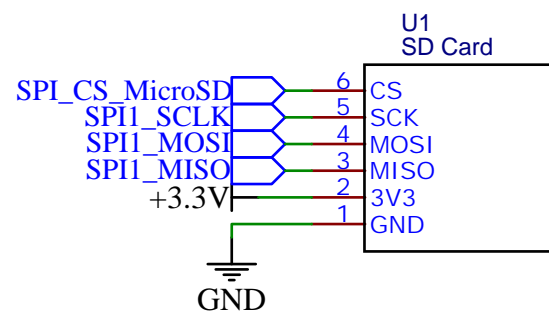 U1
SD Card
SPI_CS_MicroSD 6 CS
SPI1_SCLK 5 SCK
SPI1_MOSI 4 MOSI
SPI1_MISO 3 MISO
+3.3V 2 3V3
1 GND
GND